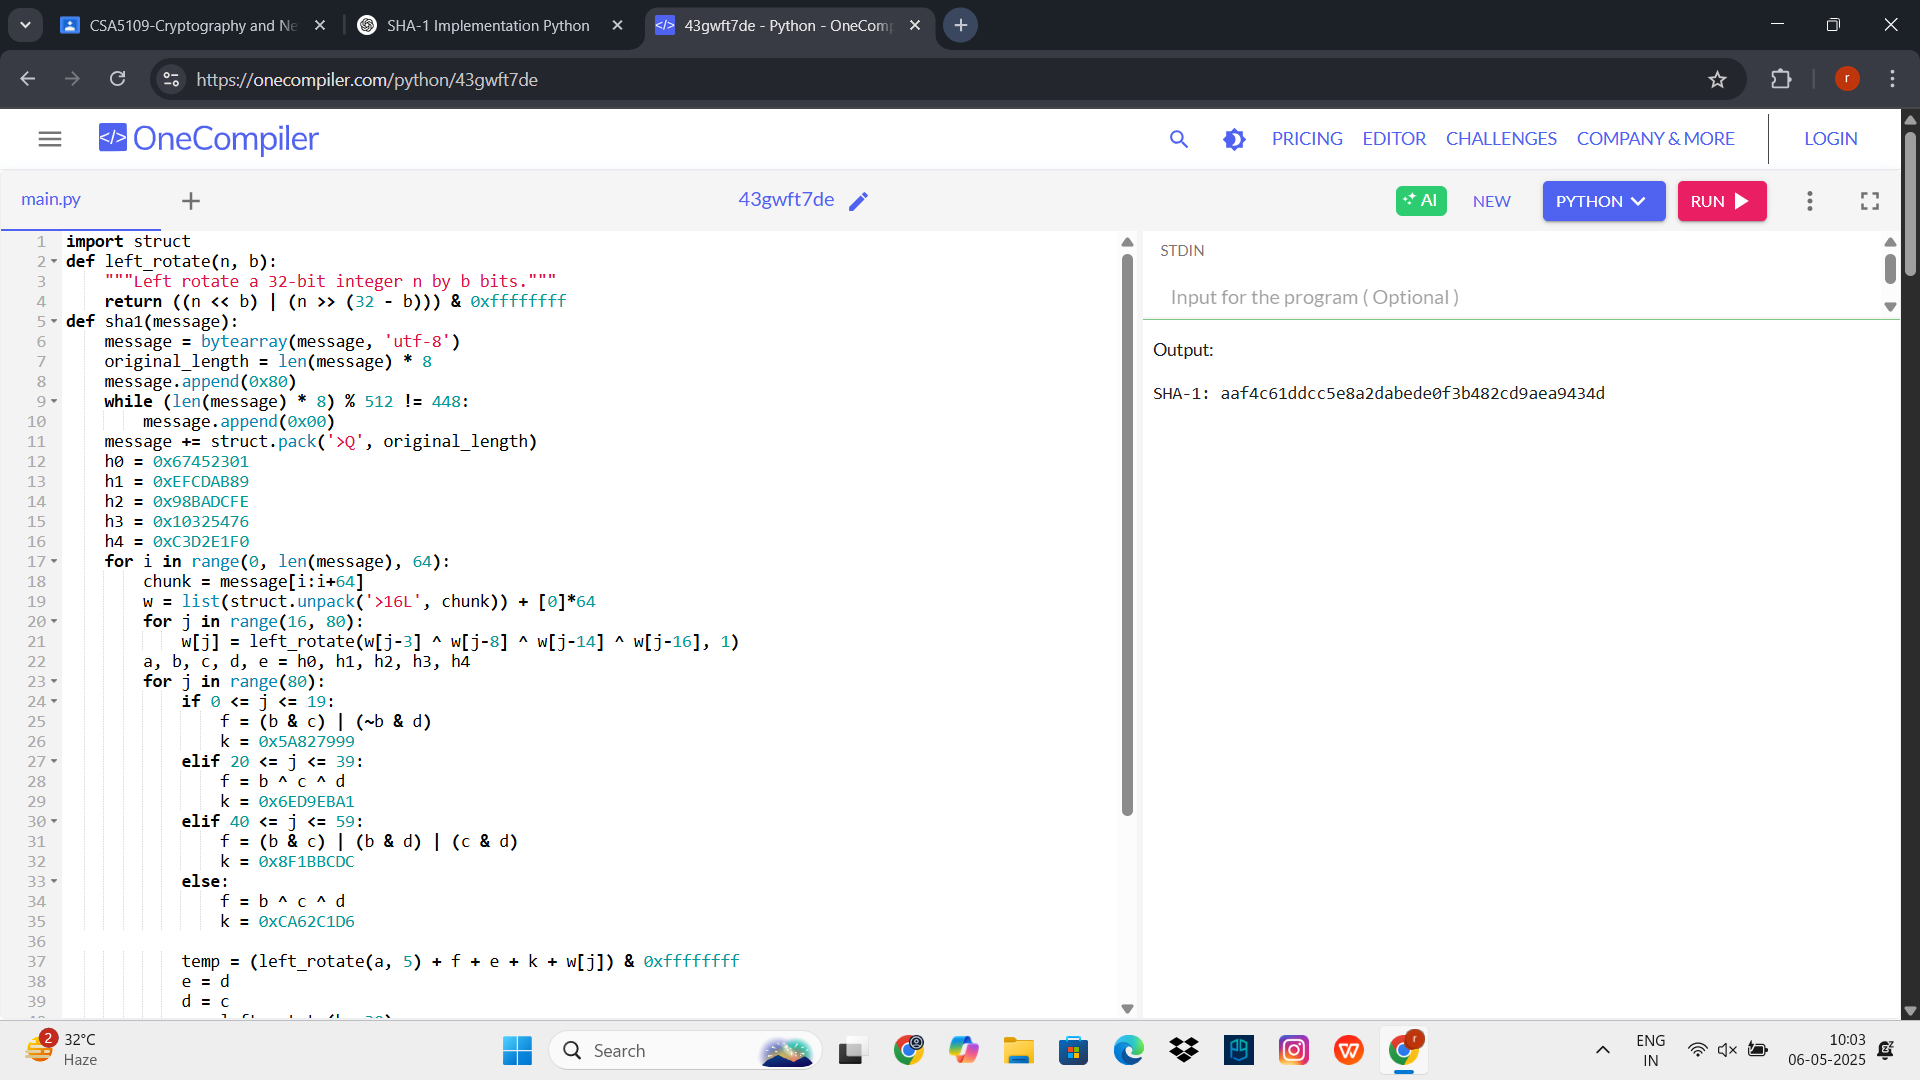 CSA5109-Cryptography and Ne
SHA-1 Implementation Python
43gwft7de - Python - OneComp
https://onecompiler.com/python/43gwft7de
r
</> OneCompiler
PRICING
EDITOR
CHALLENGES
COMPANY & MORE
LOGIN
main.py
43gwft7de
AI
NEW
PYTHON
RUN
1 import struct
2 def left_rotate(n, b):
3     """Left rotate a 32-bit integer n by b bits."""
4     return ((n << b) | (n >> (32 - b))) & 0xffffffff
5 def sha1(message):
6     message = bytearray(message, 'utf-8')
7     original_length = len(message) * 8
8     message.append(0x80)
9     while (len(message) * 8) % 512 != 448:
10         message.append(0x00)
11     message += struct.pack('>Q', original_length)
12     h0 = 0x67452301
13     h1 = 0xEFCDAB89
14     h2 = 0x98BADCFE
15     h3 = 0x10325476
16     h4 = 0xC3D2E1F0
17     for i in range(0, len(message), 64):
18         chunk = message[i:i+64]
19         w = list(struct.unpack('>16L', chunk)) + [0]*64
20         for j in range(16, 80):
21             w[j] = left_rotate(w[j-3] ^ w[j-8] ^ w[j-14] ^ w[j-16], 1)
22         a, b, c, d, e = h0, h1, h2, h3, h4
23         for j in range(80):
24             if 0 <= j <= 19:
25                 f = (b & c) | (~b & d)
26                 k = 0x5A827999
27             elif 20 <= j <= 39:
28                 f = b ^ c ^ d
29                 k = 0x6ED9EBA1
30             elif 40 <= j <= 59:
31                 f = (b & c) | (b & d) | (c & d)
32                 k = 0x8F1BBCDC
33             else:
34                 f = b ^ c ^ d
35                 k = 0xCA62C1D6
36
37             temp = (left_rotate(a, 5) + f + e + k + w[j]) & 0xffffffff
38             e = d
39             d = c
STDIN
Input for the program ( Optional )
Output:
SHA-1: aaf4c61ddcc5e8a2dabede0f3b482cd9aea9434d
2
32°C
Haze
Search
r
ENG
IN
10:03
06-05-2025